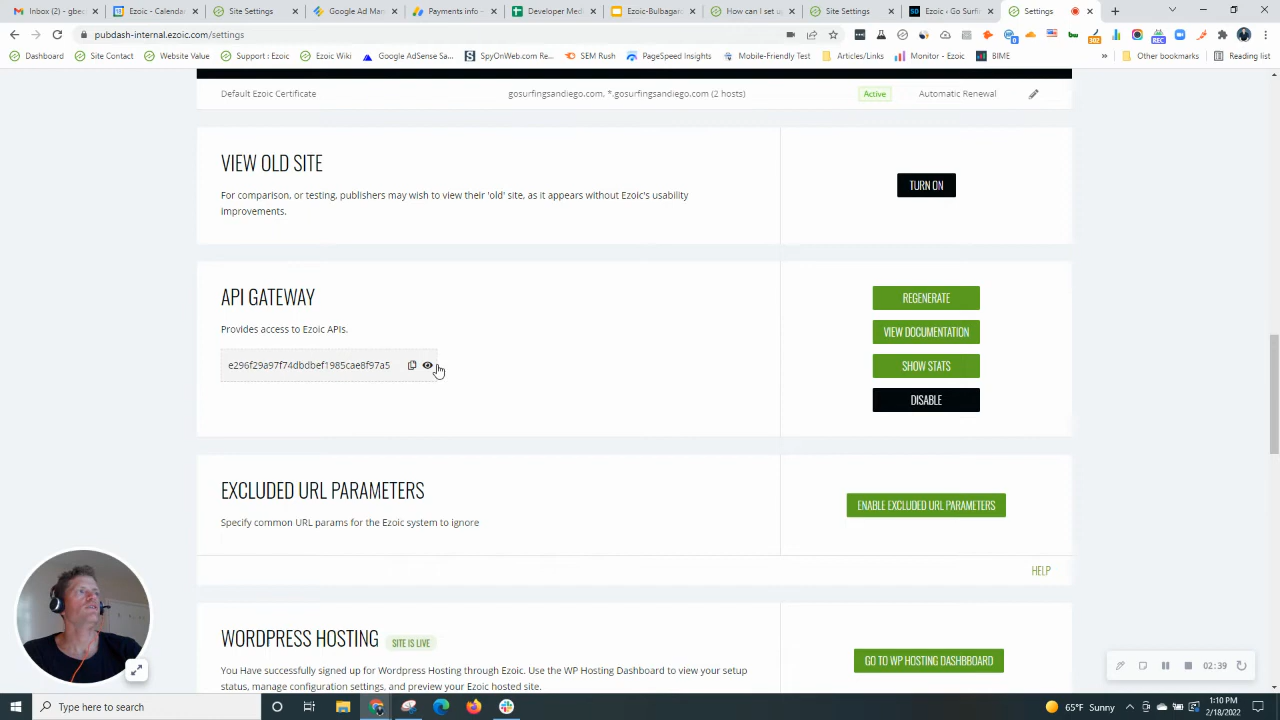 Inbox (2) - e
Ezoic - Calenda
Settings
Ad Manager
Payments info -
Developer Med
Ezoic-Bulbagar
How can I set u
Site Settings
Ezoic - Go Surfi
Settings
pubdash-internal.ezoic.com/settings
302
REC
Dashboard
Site Contact
Website Value
Support : Ezoic
Ezoic Wiki
Google AdSense Sa...
SpyOnWeb.com Re...
SEM Rush
PageSpeed Insights
Mobile-Friendly Test
Articles/Links
Monitor - Ezoic
BIME
»
Other bookmarks
Reading list
Default Ezoic Certificate
gosurfingsandiego.com, *.gosurfingsandiego.com (2 hosts)
Active
Automatic Renewal
VIEW OLD SITE
For comparison, or testing, publishers may wish to view their 'old' site, as it appears without Ezoic's usability
improvements.
TURN ON
API GATEWAY
Provides access to Ezoic APIs.
e296f29a97f74dbdbef1985cae8f97a5
REGENERATE
VIEW DOCUMENTATION
SHOW STATS
DISABLE
EXCLUDED URL PARAMETERS
Specify common URL params for the Ezoic system to ignore
ENABLE EXCLUDED URL PARAMETERS
HELP
WORDPRESS HOSTING
SITE IS LIVE
You Have successfully signed up for Wordpress Hosting through Ezoic. Use the WP Hosting Dashboard to view your setup
status, manage configuration settings, and preview your Ezoic hosted site.
GO TO WP HOSTING DASHBBOARD
02:39
Type here to search
65°F Sunny
1:10 PM
2/18/2022